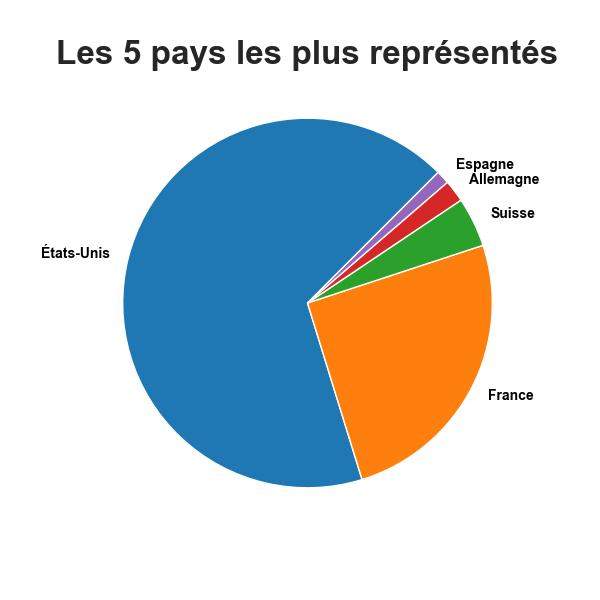 Les 5 pays les plus représentés
Espagne
Allemagne
Suisse
États-Unis
France